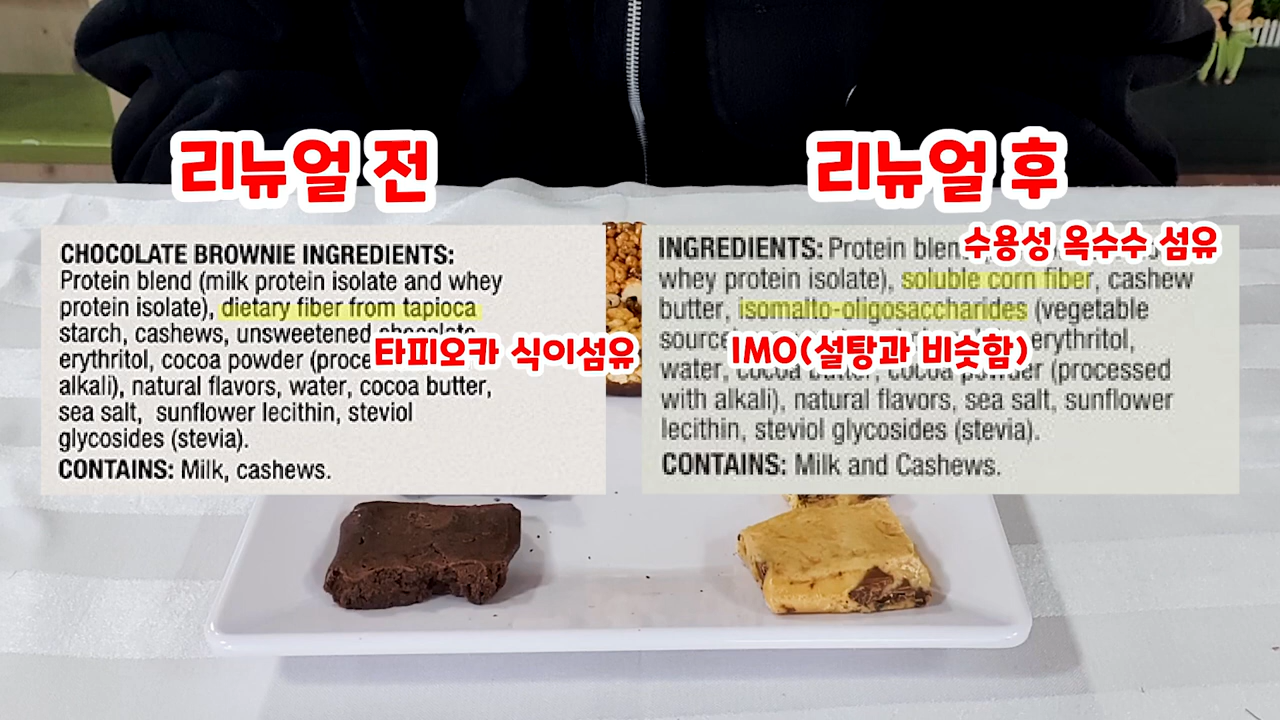 리뉴얼 전
CHOCOLATE BROWNIE INGREDIENTS:
Protein blend (milk protein isolate and whey
protein isolate), dietary fiber from tapioca
starch, cashews, unsweetened chocolate
타피오카 식이섬유
erythritol, cocoa powder (proce
alkali), natural flavors, water, cocoa butter,
sea salt, sunflower lecithin, steviol
glycosides (stevia).
CONTAINS: Milk, cashews.
리뉴얼 후
수용성 옥수수 섬유
INGREDIENTS: Protein blen
whey protein isolate), soluble corn fiber, cashew
butter, isomalto-oligosaccharides (vegetable
source
IMO(설탕과 비슷함)
erythritol,
water, cocoa butter, cocoa powder (processed
with alkali), natural flavors, sea salt, sunflower
lecithin, steviol glycosides (stevia).
CONTAINS: Milk and Cashews.